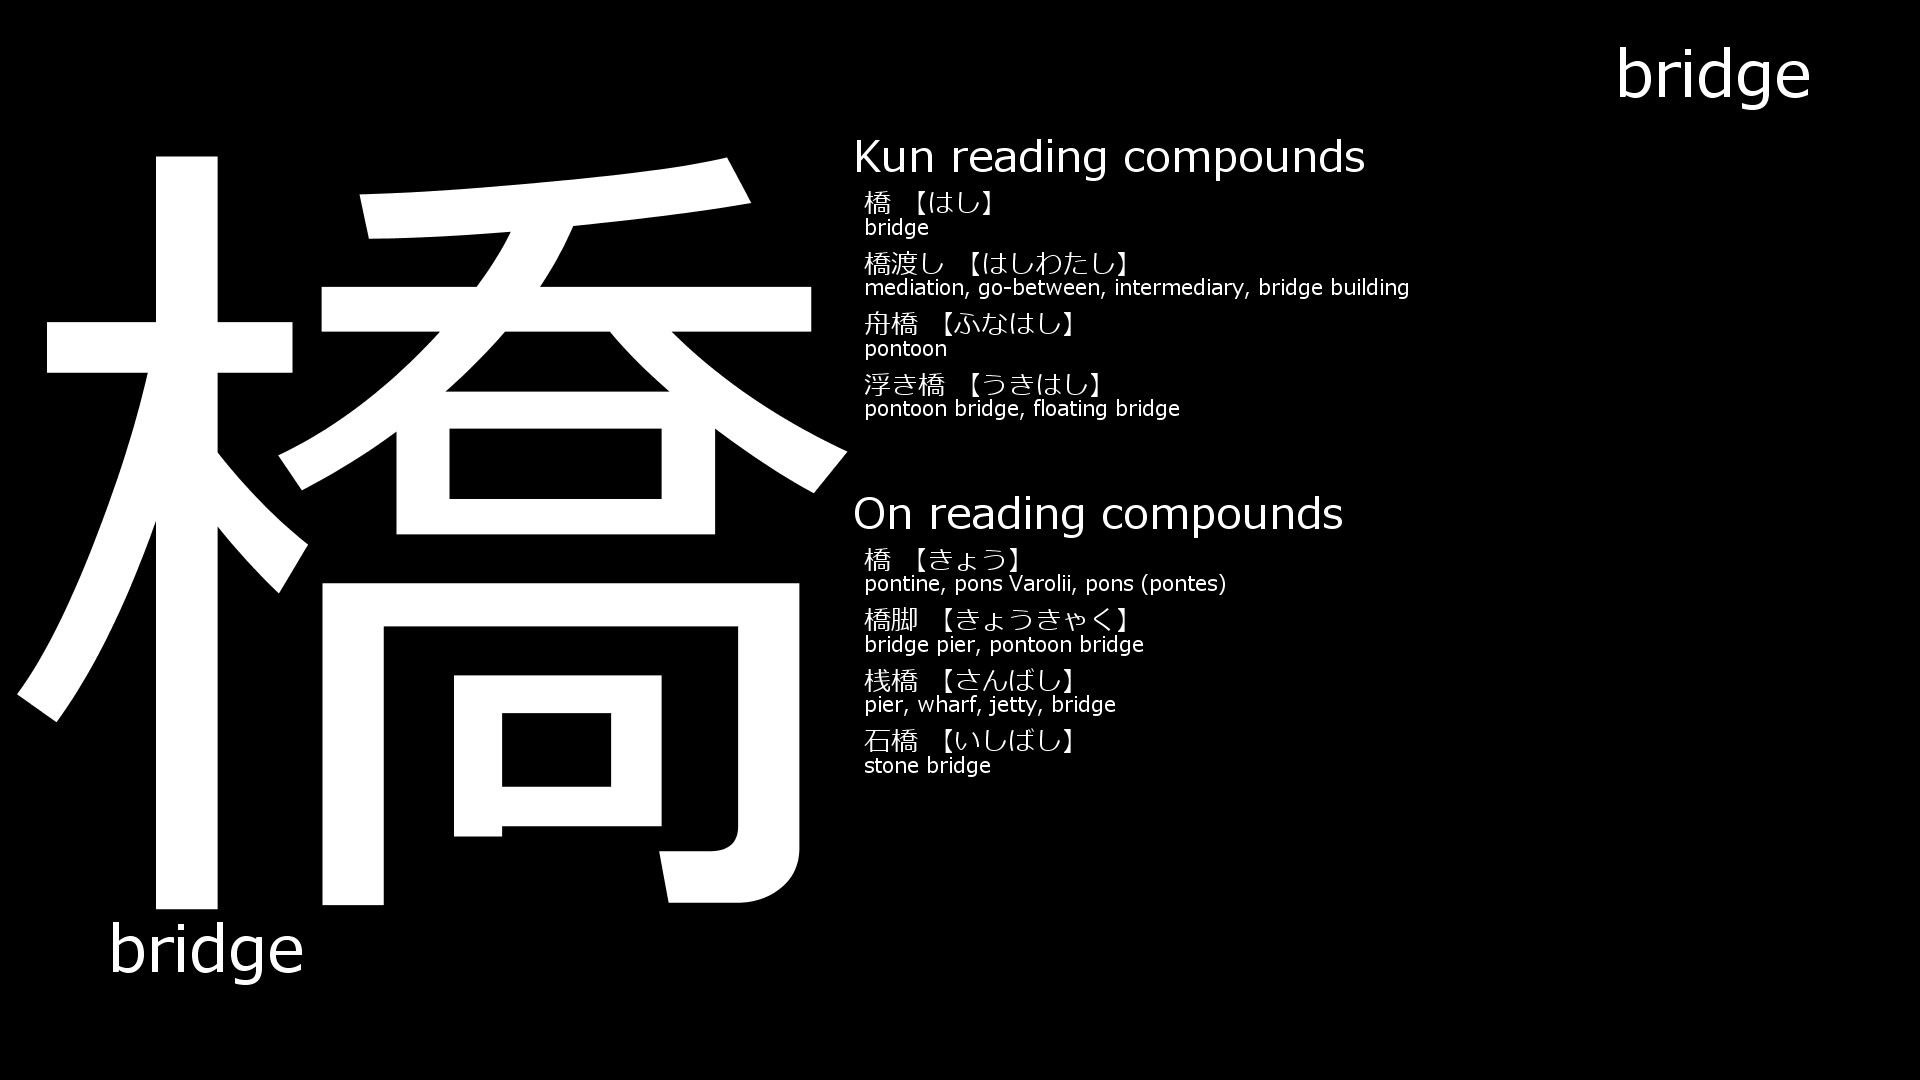 bridge
橋
Kun reading compounds
橋 【はし】
bridge
橋渡し 【はしわたし】
mediation, go-between, intermediary, bridge building
舟橋 【ふなはし】
pontoon
浮き橋 【うきはし】
pontoon bridge, floating bridge
On reading compounds
橋 【きょう】
pontine, pons Varolii, pons (pontes)
橋脚 【きょうきゃく】
bridge pier, pontoon bridge
桟橋 【さんばし】
pier, wharf, jetty, bridge
石橋 【いしばし】
stone bridge
bridge